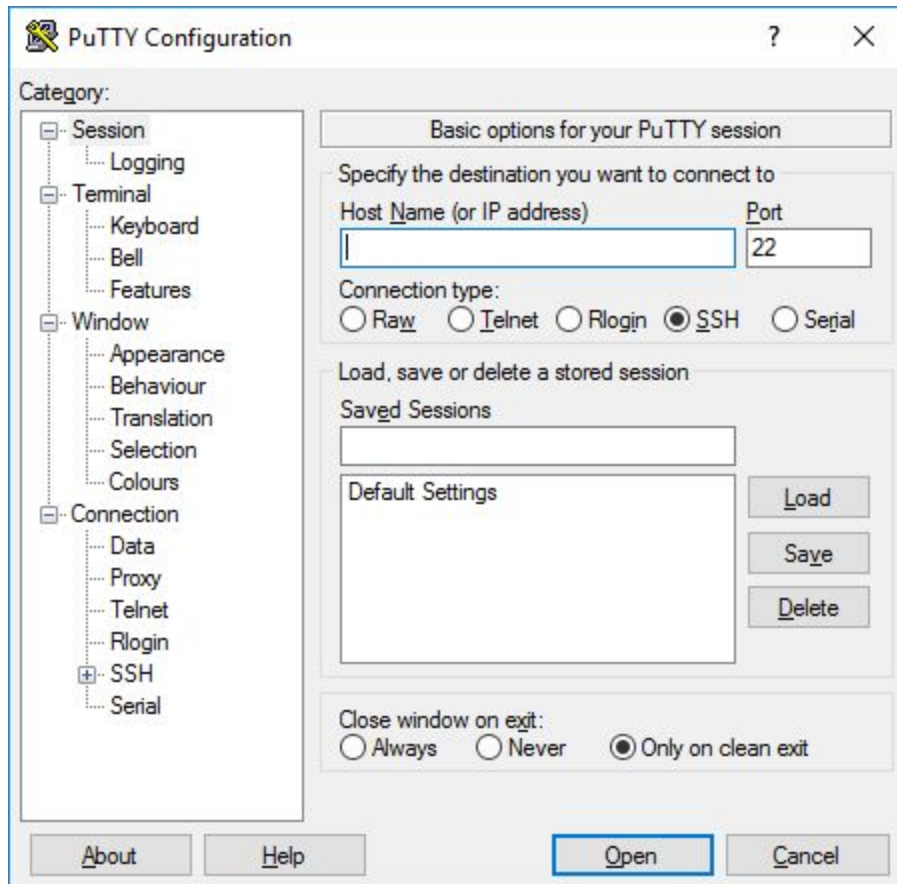 PuTTY Configuration
?
Category:
Session
Logging
Terminal
Keyboard
Bell
Features
Window
Appearance
Behaviour
Translation
Selection
Colours
Connection
Data
Proxy
Telnet
Rlogin
SSH
Serial
Basic options for your PuTTY session
Specify the destination you want to connect to
Host Name (or IP address) Port
22
Connection type:
Raw Telnet Rlogin SSH Serial
Load, save or delete a stored session
Saved Sessions
Default Settings
Load
Save
Delete
Close window on exit:
Always Never Only on clean exit
About Help Open Cancel